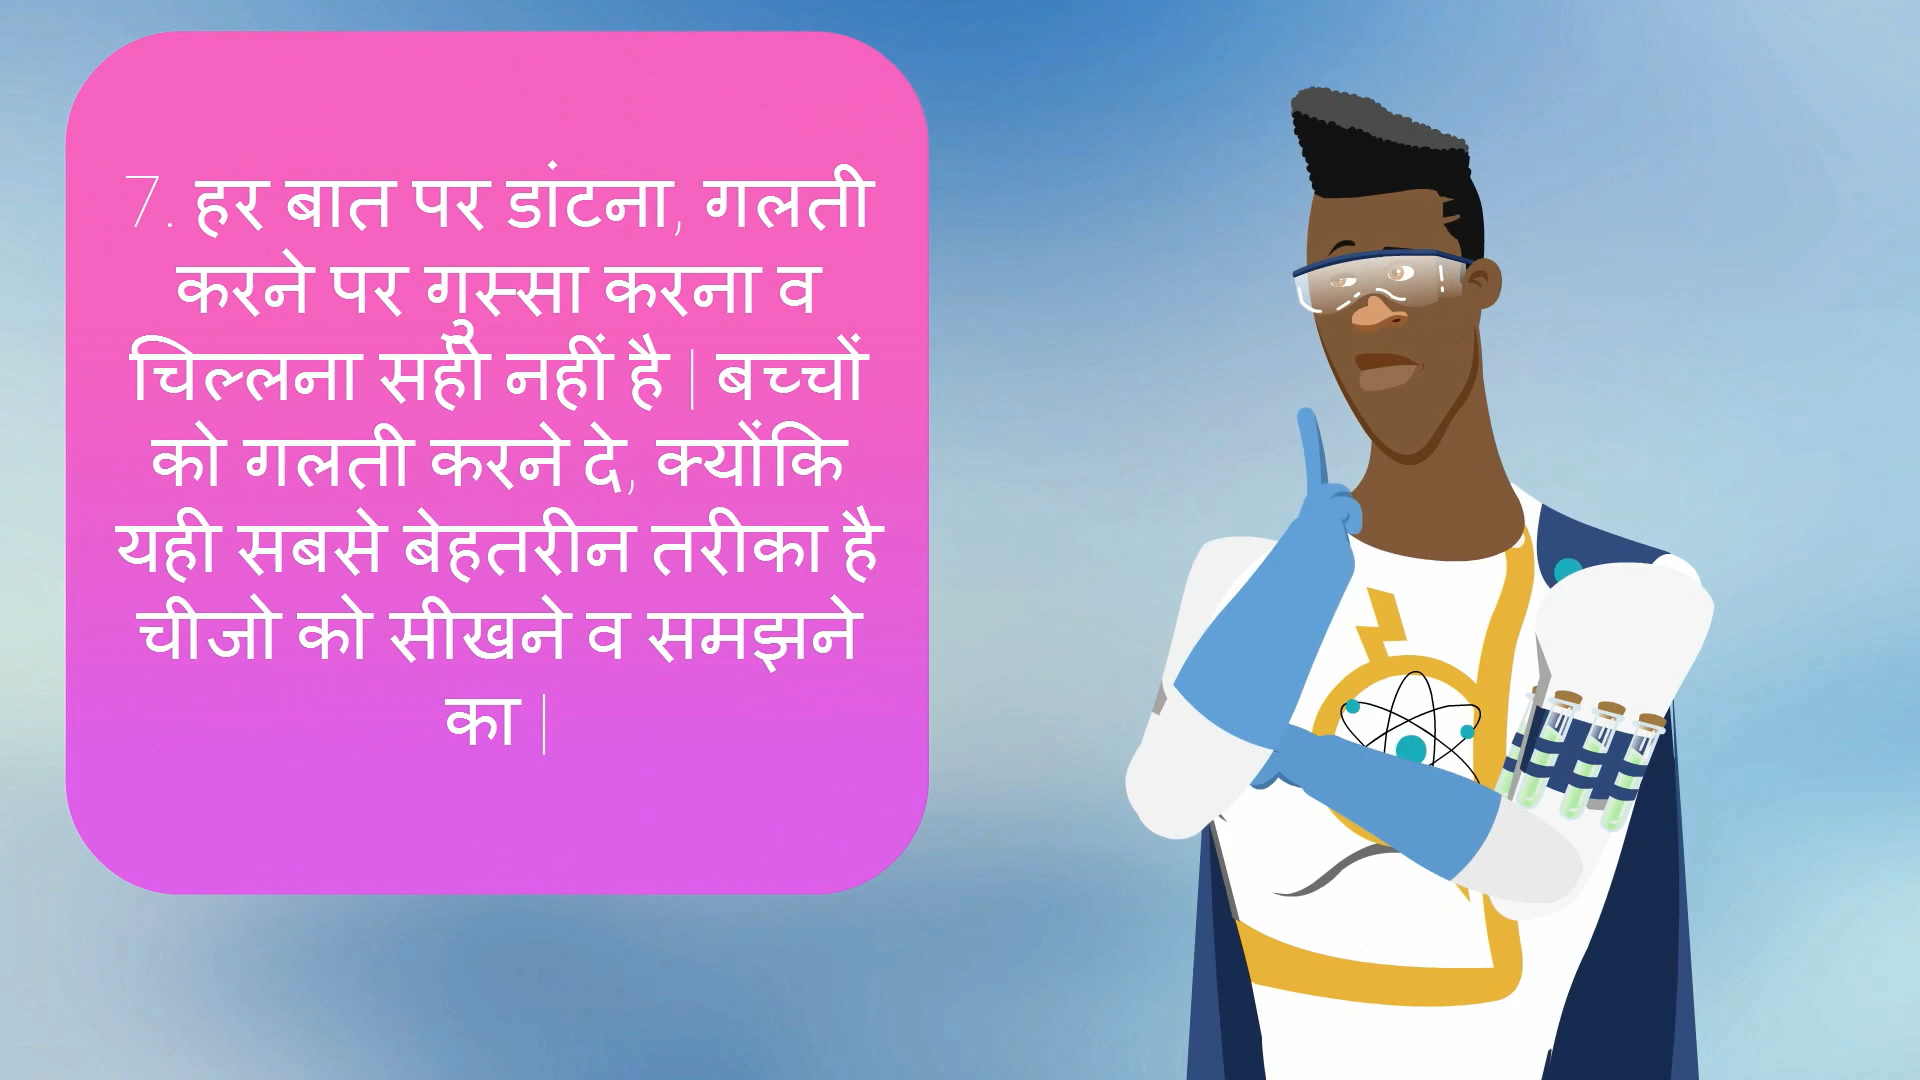 7. हर बात पर डांटना, गलती
करने पर गुस्सा करना व
चिल्लना सही नहीं है |  बच्चों
को गलती करने दे, क्योंकि
यही सबसे बेहतरीन तरीका है
चीजो को सीखने व समझने
का |